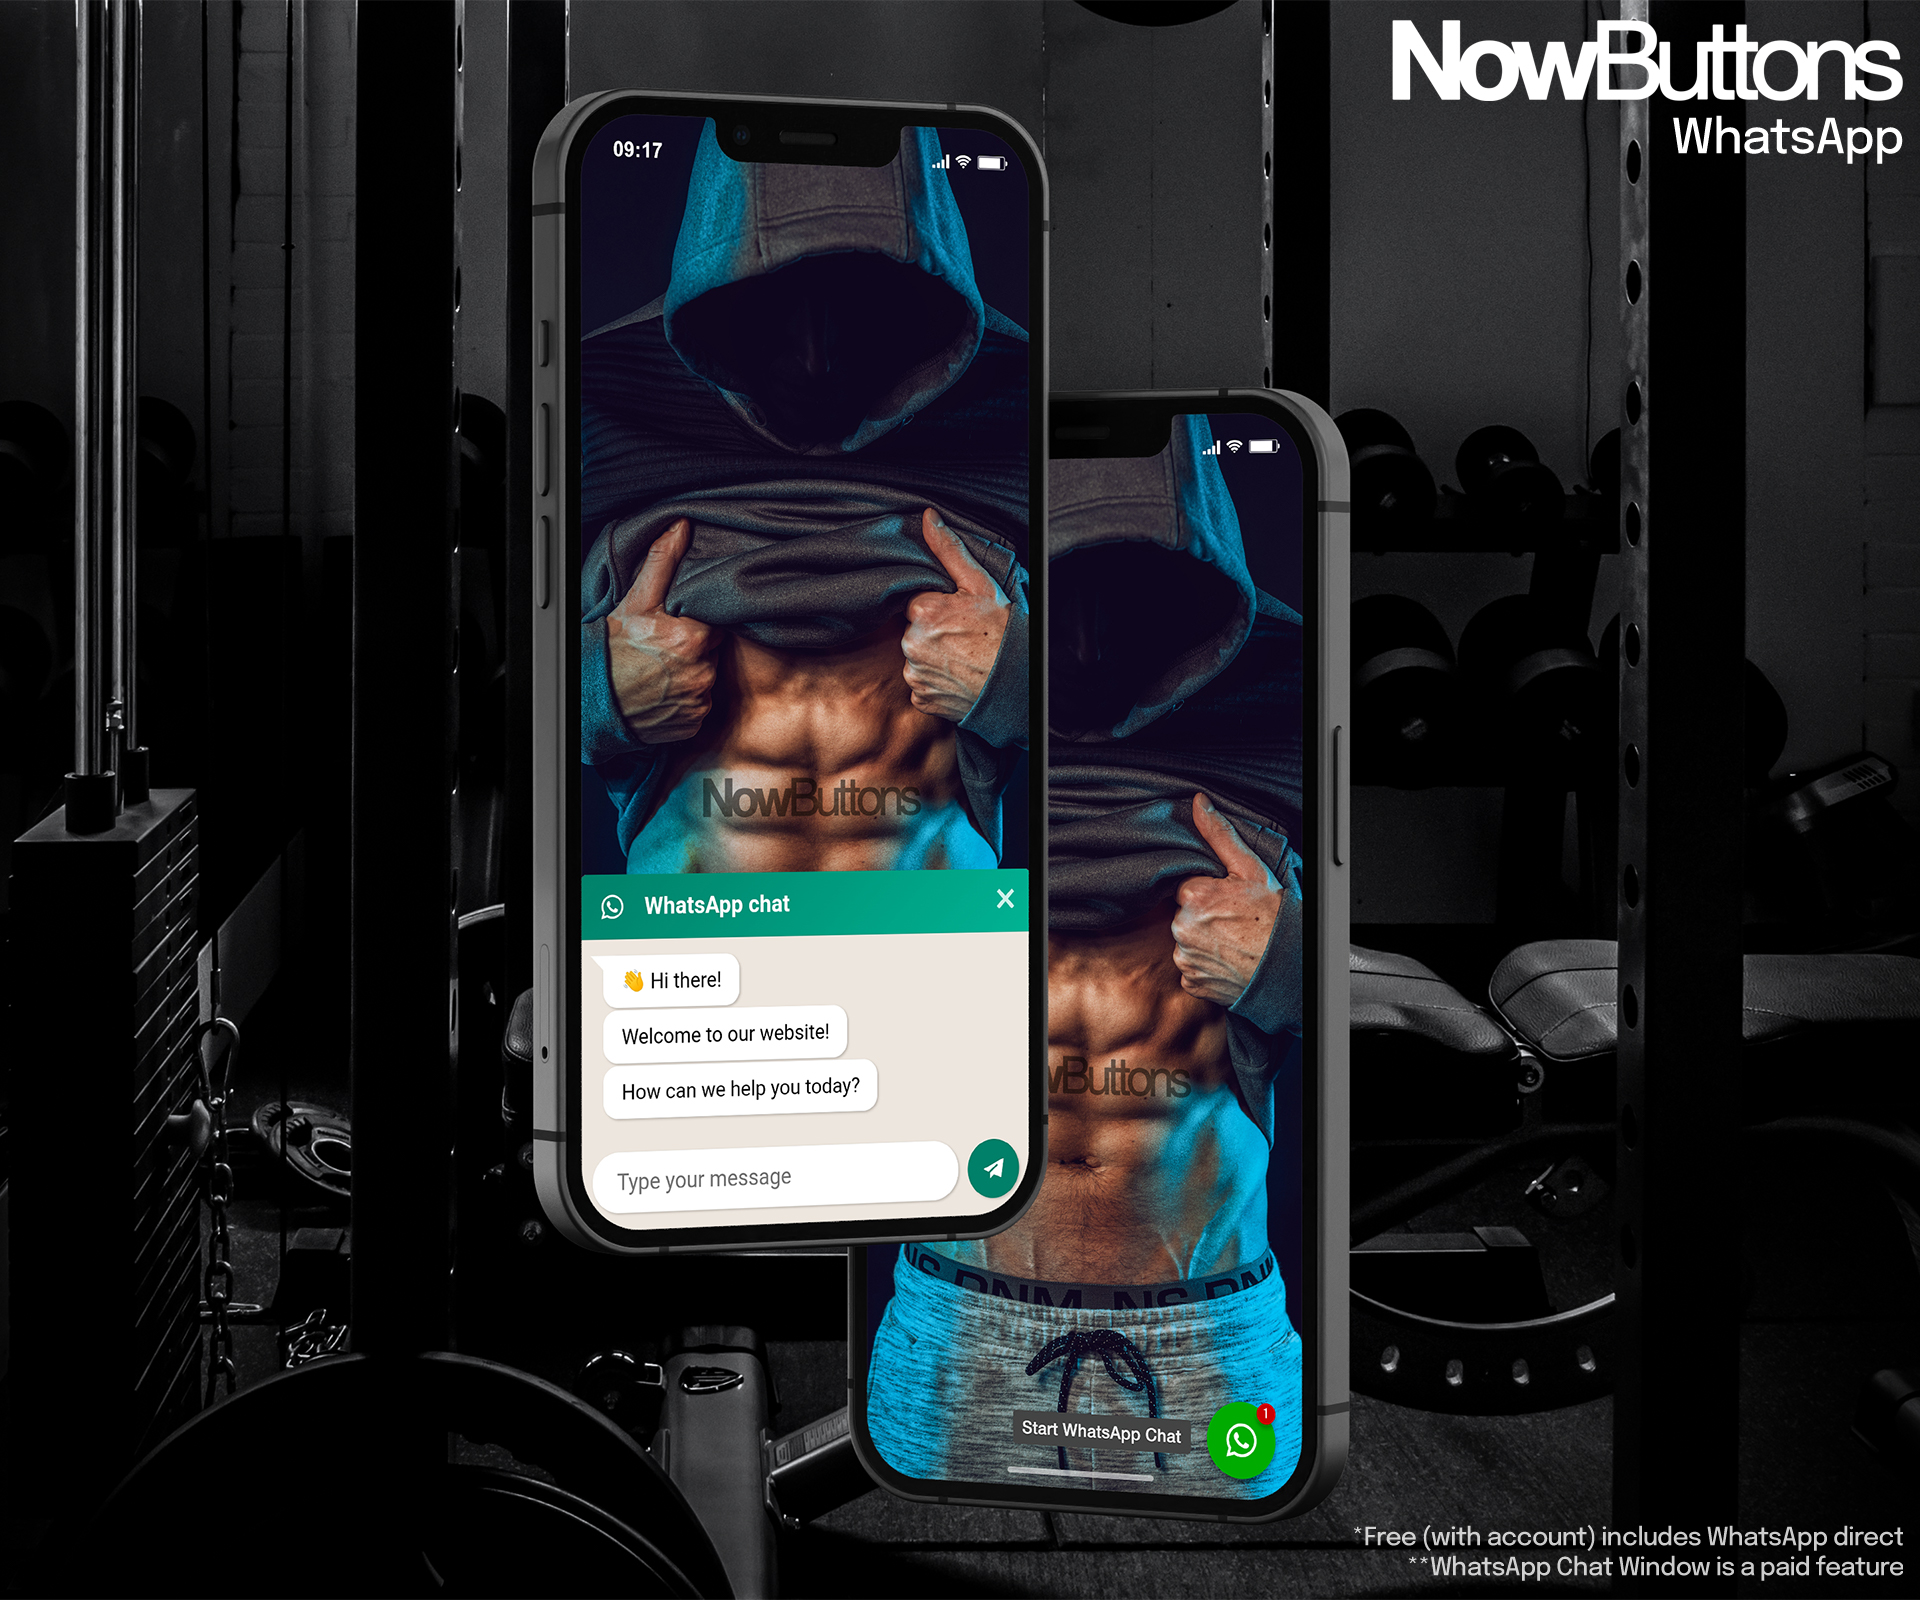 NowButtons
WhatsApp
09:17
NowButtons
WhatsApp chat
👋 Hi there!
Welcome to our website!
How can we help you today?
Type your message
Buttons
Start WhatsApp Chat
1
*Free (with account) includes WhatsApp direct
**WhatsApp Chat Window is a paid feature